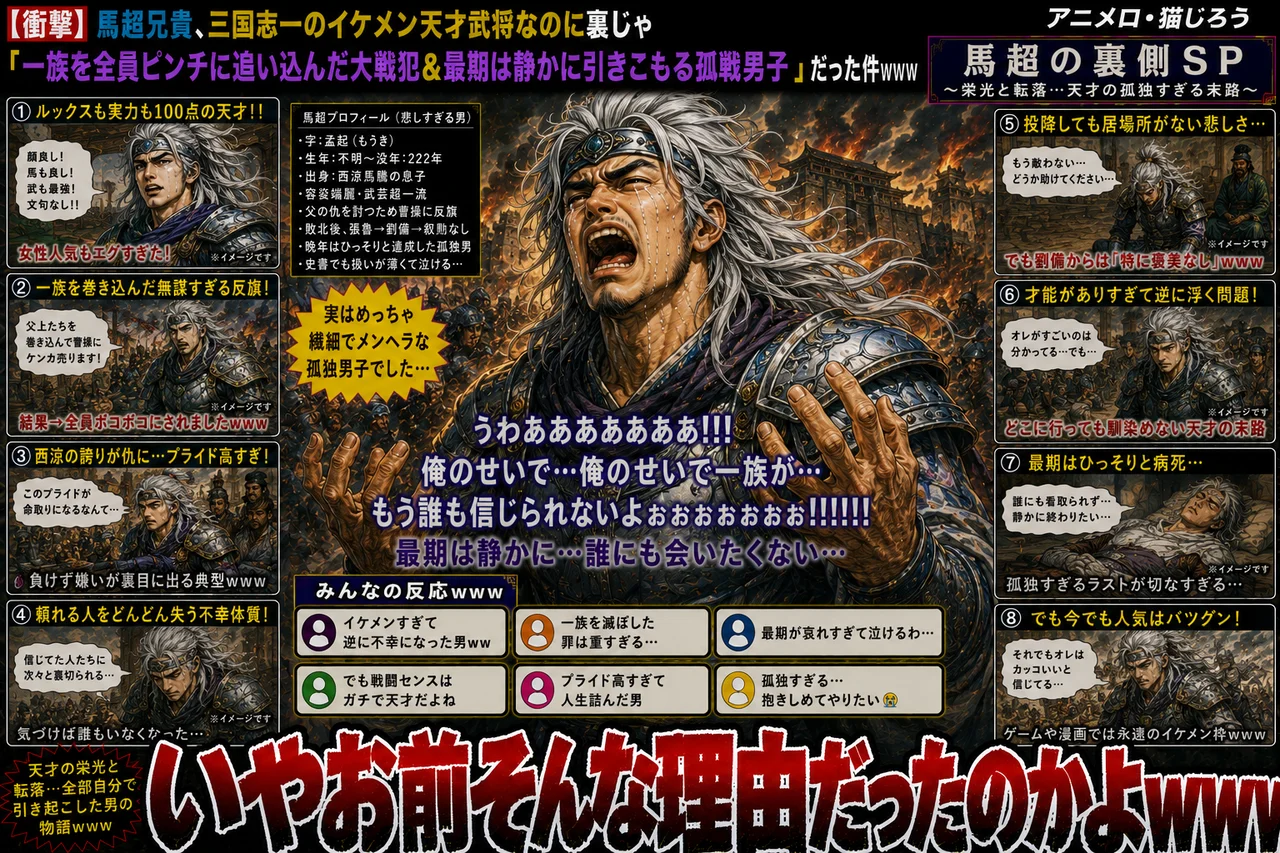 【衝撃】馬超兄貴、三国志一のイケメン天才武将なのに裏じゃ
「一族を全員ピンチに追い込んだ大戦犯&最期は静かに引きこもる孤戦男子」だった件www
アニメロ・猫じろう
馬超の裏側SP
～栄光と転落…天才の孤独すぎる末路～
① ルックスも実力も100点の天才!!
顔良し!
馬も良し!
武も最強!
文句なし!!
女性人気もエグすぎた!
※イメージです
② 一族を巻き込んだ無謀すぎる反旗!
父上たちを
巻き込んで曹操に
ケンカ売ります!
※イメージです
結果→全員ボコボコにされましたwww
③ 西涼の誇りが仇に…プライド高すぎ!
このプライドが
命取りになるなんて…
負けず嫌いが裏目に出る典型www
④ 頼れる人をどんどん失う不幸体質!
信じてた人たちに
次々と裏切られる…
※イメージです
気づけば誰もいなくなった…
天才の栄光と
転落…全部自分で
引き起こした男の
物語www
馬超プロフィール(悲しすぎる男)
・字:孟起(もうき)
・生年:不明～没年:222年
・出身:西涼馬騰の息子
・容姿端麗・武芸超一流
・父の仇を討つため曹操に反旗
・敗北後、張魯→劉備→叙勲なし
・晩年はひっそりと達成した孤独男
・史書でも扱いが薄くて泣ける…
実はめっちゃ
繊細でメンヘラな
孤独男子でした…
うわああああああ!!!
俺のせいで…俺のせいで一族が…
もう誰も信じられないよぉぉぉぉぉぉ!!!!!!
最期は静かに…誰にも会いたくない…
みんなの反応www
イケメンすぎて
逆に不幸になった男ww
一族を滅ぼした
罪は重すぎる…
最期が哀れすぎて泣けるわ…
でも戦闘センスは
ガチで天才だよね
プライド高すぎて
人生詰んだ男
孤独すぎる…
抱きしめてやりたい😭
⑤ 投降しても居場所がない悲しさ…
もう敵わない…
どうか助けてください…
※イメージです
でも劉備からは「特に褒美なし」www
⑥ 才能がありすぎて逆に浮く問題!
オレがすごいのは
分かってる…でも…
※イメージです
どこに行っても馴染めない天才の末路
⑦ 最期はひっそりと病死…
誰にも看取られず…
静かに終わりたい…
※イメージです
孤独すぎるラストが切なすぎる…
⑧ でも今でも人気はバツグン!
それでもオレは
カッコいいと
信じてる…
ゲームや漫画では永遠のイケメン枠www
いやお前そんな理由だったのかよwww